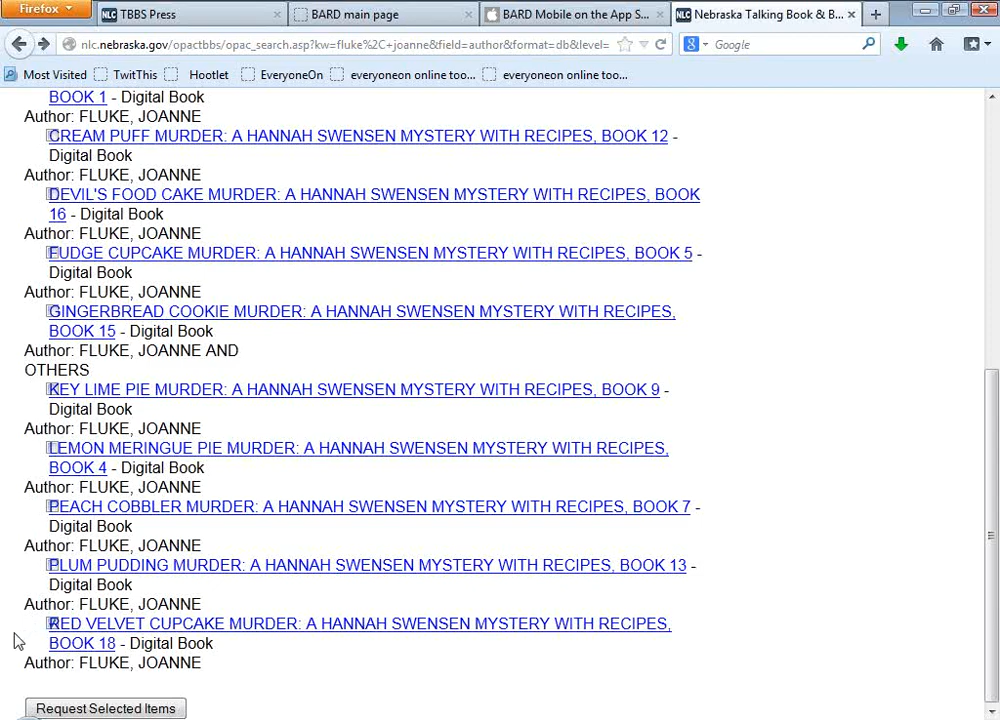 Firefox
NLC TBBS Press
BARD main page
BARD Mobile on the App S...
NLC Nebraska Talking Book & B...
nlc.nebraska.gov/opactbbs/opac_search.asp?kw=fluke%2C+joanne&field=author&format=db&level=
Google
Most Visited TwitThis Hootlet EveryoneOn everyoneon online too... everyoneon online too...
BOOK 1 - Digital Book
Author: FLUKE, JOANNE
CREAM PUFF MURDER: A HANNAH SWENSEN MYSTERY WITH RECIPES, BOOK 12 -
Digital Book
Author: FLUKE, JOANNE
DEVIL'S FOOD CAKE MURDER: A HANNAH SWENSEN MYSTERY WITH RECIPES, BOOK
16 - Digital Book
Author: FLUKE, JOANNE
FUDGE CUPCAKE MURDER: A HANNAH SWENSEN MYSTERY WITH RECIPES, BOOK 5 -
Digital Book
Author: FLUKE, JOANNE
GINGERBREAD COOKIE MURDER: A HANNAH SWENSEN MYSTERY WITH RECIPES,
BOOK 15 - Digital Book
Author: FLUKE, JOANNE AND
OTHERS
KEY LIME PIE MURDER: A HANNAH SWENSEN MYSTERY WITH RECIPES, BOOK 9 -
Digital Book
Author: FLUKE, JOANNE
LEMON MERINGUE PIE MURDER: A HANNAH SWENSEN MYSTERY WITH RECIPES,
BOOK 4 - Digital Book
Author: FLUKE, JOANNE
PEACH COBBLER MURDER: A HANNAH SWENSEN MYSTERY WITH RECIPES, BOOK 7 -
Digital Book
Author: FLUKE, JOANNE
PLUM PUDDING MURDER: A HANNAH SWENSEN MYSTERY WITH RECIPES, BOOK 13 -
Digital Book
Author: FLUKE, JOANNE
RED VELVET CUPCAKE MURDER: A HANNAH SWENSEN MYSTERY WITH RECIPES,
BOOK 18 - Digital Book
Author: FLUKE, JOANNE
Request Selected Items